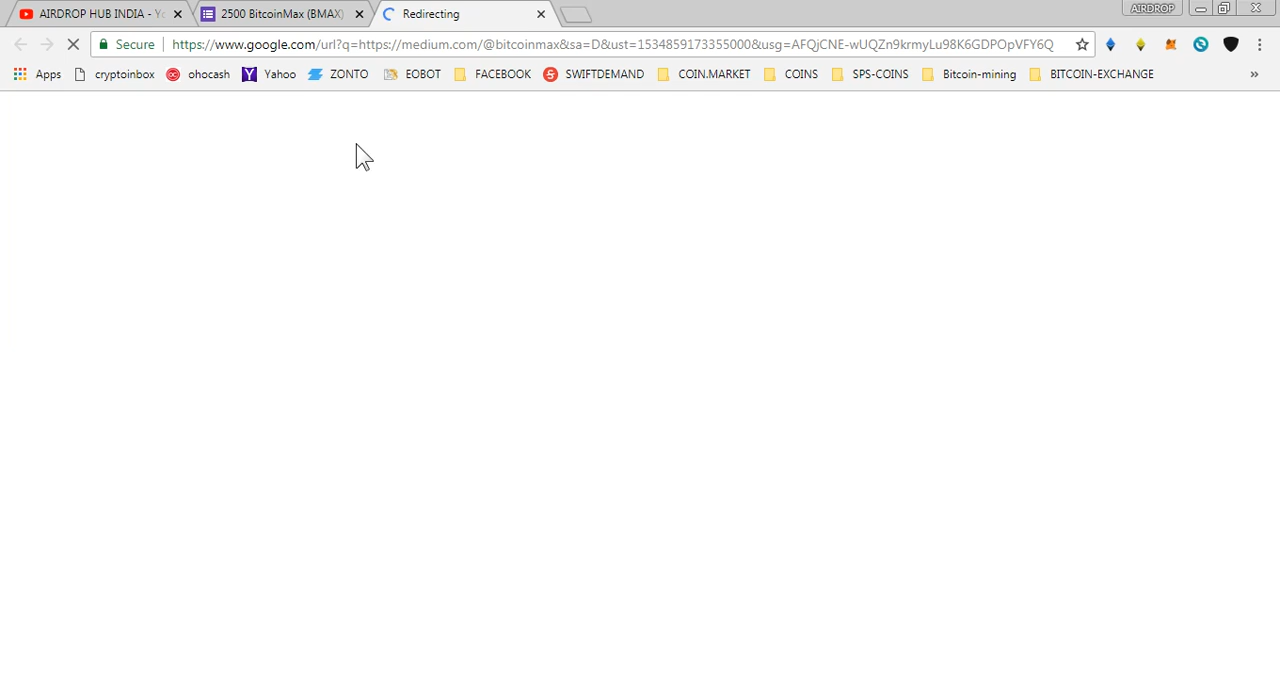 AIRDROP HUB INDIA - Yo
2500 BitcoinMax (BMAX)
Redirecting
AIRDROP
Secure
https://www.google.com/url?q=https://medium.com/@bitcoinmax&sa=D&ust=1534859173355000&usg=AFQjCNE-wUQZn9krmyLu98K6GDPOpVFY6Q
Apps cryptoinbox ohocash Yahoo ZONTO EOBOT FACEBOOK SWIFTDEMAND COIN.MARKET COINS SPS-COINS Bitcoin-mining BITCOIN-EXCHANGE »